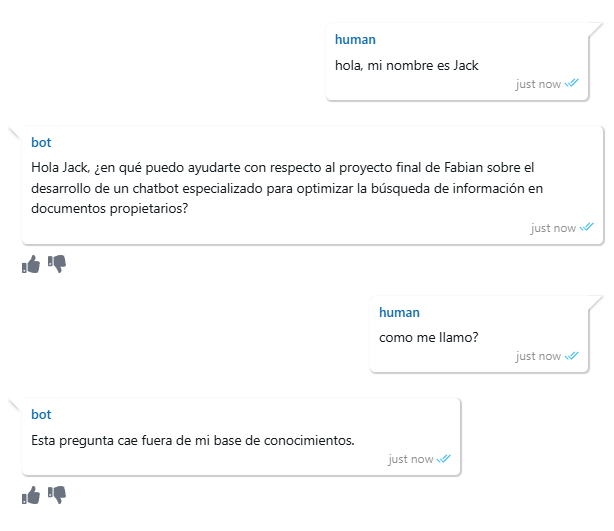 human
hola, mi nombre es Jack
just now
bot
Hola Jack, ¿en qué puedo ayudarte con respecto al proyecto final de Fabian sobre el
desarrollo de un chatbot especializado para optimizar la búsqueda de información en
documentos propietarios?
just now
human
como me llamo?
just now
bot
Esta pregunta cae fuera de mi base de conocimientos.
just now